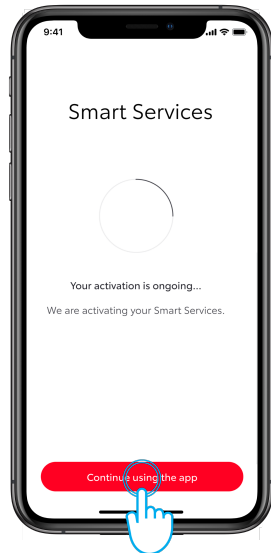 9:41
Smart Services
Your activation is ongoing...
We are activating your Smart Services.
Continue using the app